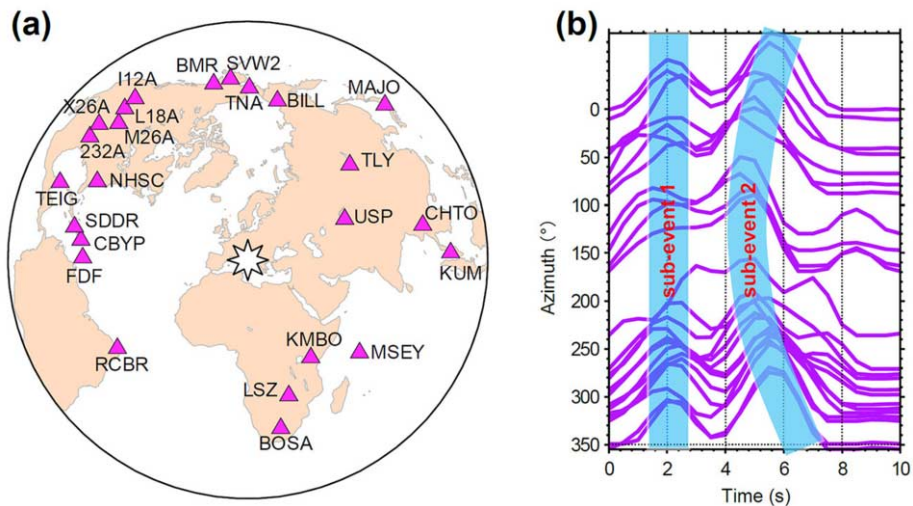 (a)
BMR
SVW2
I12A
TNA
BILL
MAJO
X26A
L18A
M26A
232A
TLY
TEIG
NHSC
USP
CHTO
SDDR
CBYP
FDF
KUM
KMBO
MSEY
RCBR
LSZ
BOSA
(b)
Azimuth (°)
0
50
100
150
200
250
300
350
sub-event 1
sub-event 2
0 2 4 6 8 10
Time (s)